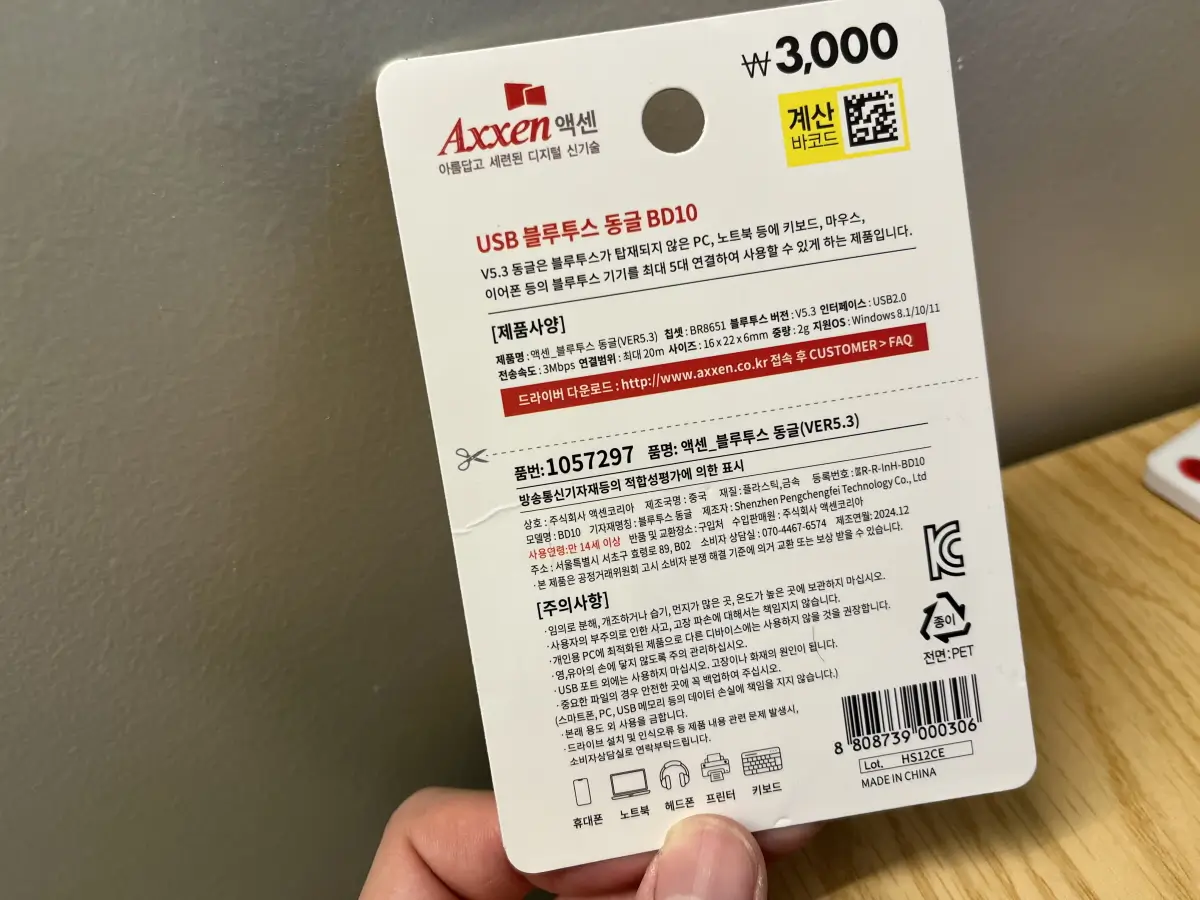 ₩3,000
Axxen 액센
아름답고 세련된 디지털 신기술
계산
바코드
USB 블루투스 동글 BD10
V5.3 동글은 블루투스가 탑재되지 않은 PC, 노트북 등에 키보드, 마우스,
이어폰 등의 블루투스 기기를 최대 5대 연결하여 사용할 수 있게 하는 제품입니다.
[제품사양]
제품명 : 액센_블루투스 동글(VER5.3) 칩셋 : BR8651 블루투스 버전 : V5.3 인터페이스 : USB2.0
전송속도 : 3Mbps 연결범위 : 최대 20m 사이즈 : 16 x 22 x 6mm 중량 : 2g 지원OS : Windows 8.1/10/11
드라이버 다운로드 : http://www.axxen.co.kr 접속 후 CUSTOMER > FAQ
품번: 1057297 품명: 액센_블루투스 동글(VER5.3)
방송통신기자재등의 적합성평가에 의한 표시
상호 : 주식회사 액센코리아 제조국명 : 중국 재질 : 플라스틱,금속 등록번호 : R-R-InH-BD10
모델명 : BD10 기자재명칭 : 블루투스 동글 제조자 : Shenzhen Pengchengfei Technology Co., Ltd
사용연령:만 14세 이상 반품 및 교환장소 : 구입처 수입판매원 : 주식회사 액센코리아
주소 : 서울특별시 서초구 효령로 89, B02 소비자 상담실 : 070-4467-6574 제조연월 : 2024.12
· 본 제품은 공정거래위원회 고시 소비자 분쟁 해결 기준에 의거 교환 또는 보상 받을 수 있습니다.
[주의사항]
· 임의로 분해, 개조하거나 습기, 먼지가 많은 곳, 온도가 높은 곳에 보관하지 마십시오.
· 사용자의 부주의로 인한 사고, 고장 파손에 대해서는 책임지지 않습니다.
· 개인용 PC에 최적화된 제품으로 다른 디바이스에는 사용하지 않을 것을 권장합니다.
· 영,유아의 손에 닿지 않도록 주의 관리하십시오.
· USB 포트 외에는 사용하지 마십시오. 고장이나 화재의 원인이 됩니다.
· 중요한 파일의 경우 안전한 곳에 꼭 백업하여 주십시오.
(스마트폰, PC, USB 메모리 등의 데이터 손실에 책임을 지지 않습니다.)
· 본래 용도 외 사용을 금합니다.
· 드라이브 설치 및 인식오류 등 제품 내용 관련 문제 발생시,
소비자상담실로 연락부탁드립니다.
종이
전면:PET
8 808739 000306
Lot. HS12CE
MADE IN CHINA
휴대폰 노트북 헤드폰 프린터 키보드